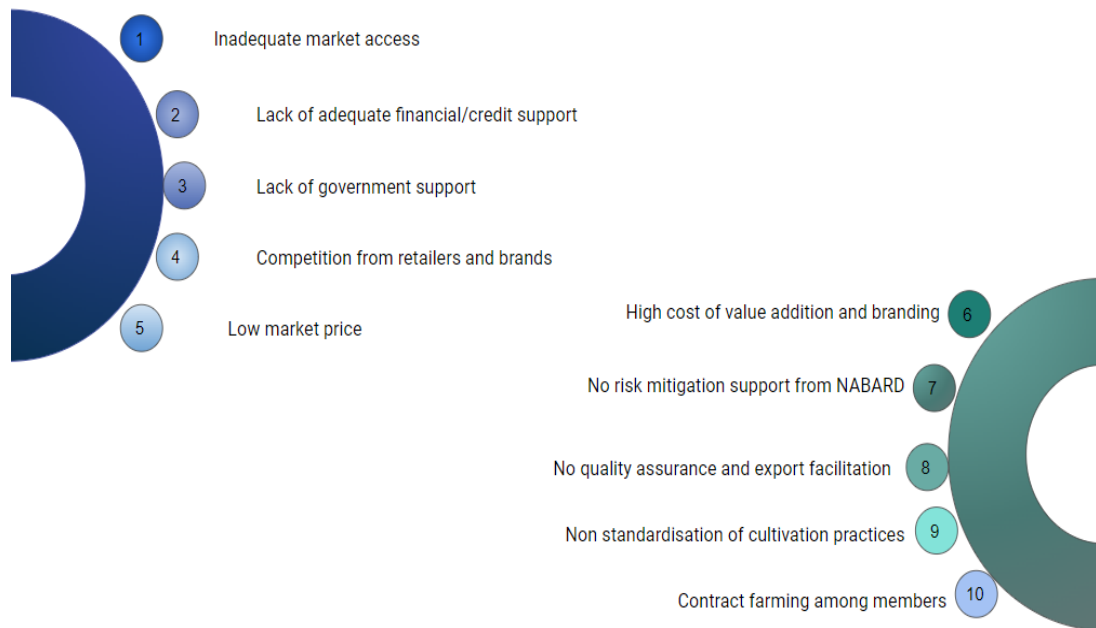 1 Inadequate market access
2 Lack of adequate financial/credit support
3 Lack of government support
4 Competition from retailers and brands
5 Low market price
High cost of value addition and branding 6
No risk mitigation support from NABARD 7
No quality assurance and export facilitation 8
Non standardisation of cultivation practices 9
Contract farming among members 10